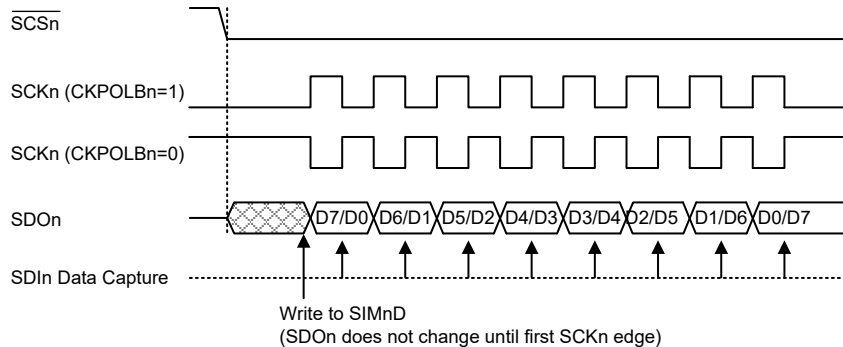 SCSn
SCKn (CKPOLBn=1)
SCKn (CKPOLBn=0)
SDOn
D7/D0 D6/D1 D5/D2 D4/D3 D3/D4 D2/D5 D1/D6 D0/D7
SDIn Data Capture
Write to SIMnD
(SDOn does not change until first SCKn edge)